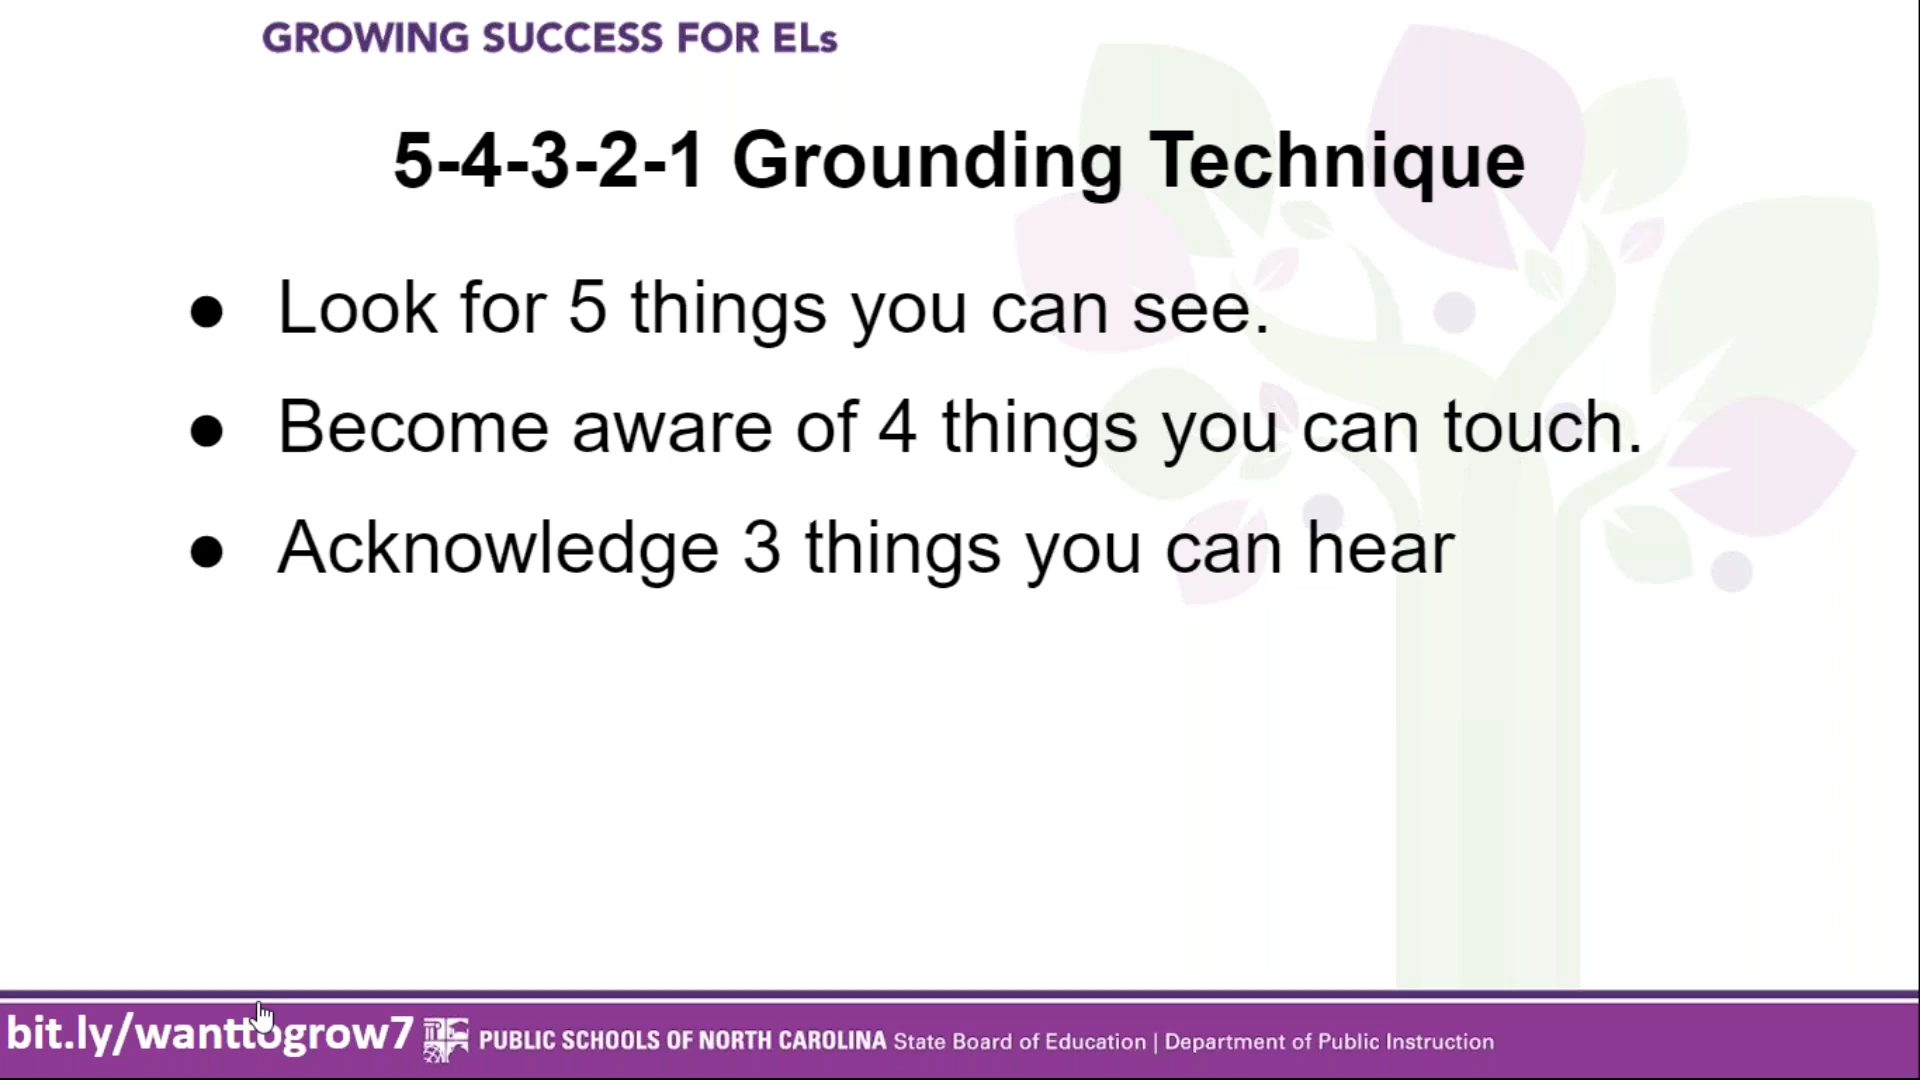 GROWING SUCCESS FOR ELs
5-4-3-2-1 Grounding Technique
● Look for 5 things you can see.
● Become aware of 4 things you can touch.
● Acknowledge 3 things you can hear
bit.ly/wanttogrow7 PUBLIC SCHOOLS OF NORTH CAROLINA State Board of Education | Department of Public Instruction